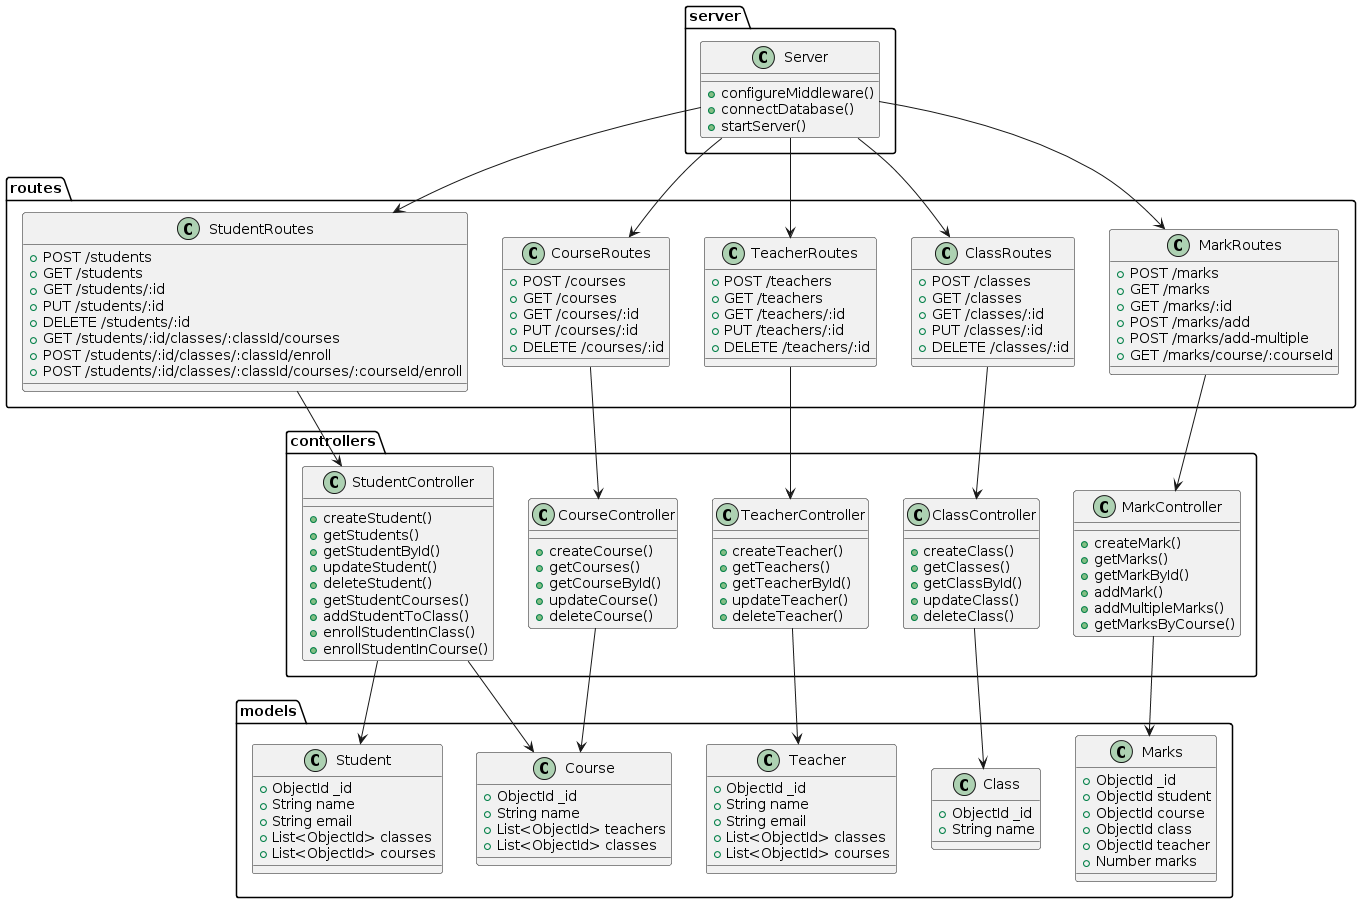 server
C Server
configureMiddleware()
connectDatabase()
startServer()
routes
C StudentRoutes
POST /students
GET /students
GET /students/:id
PUT /students/:id
DELETE /students/:id
GET /students/:id/classes/:classId/courses
POST /students/:id/classes/:classId/enroll
POST /students/:id/classes/:classId/courses/:courseId/enroll
C CourseRoutes
POST /courses
GET /courses
GET /courses/:id
PUT /courses/:id
DELETE /courses/:id
C TeacherRoutes
POST /teachers
GET /teachers
GET /teachers/:id
PUT /teachers/:id
DELETE /teachers/:id
C ClassRoutes
POST /classes
GET /classes
GET /classes/:id
PUT /classes/:id
DELETE /classes/:id
C MarkRoutes
POST /marks
GET /marks
GET /marks/:id
POST /marks/add
POST /marks/add-multiple
GET /marks/course/:courseId
controllers
C StudentController
createStudent()
getStudents()
getStudentById()
updateStudent()
deleteStudent()
getStudentCourses()
addStudentToClass()
enrollStudentInClass()
enrollStudentInCourse()
C CourseController
createCourse()
getCourses()
getCourseById()
updateCourse()
deleteCourse()
C TeacherController
createTeacher()
getTeachers()
getTeacherById()
updateTeacher()
deleteTeacher()
C ClassController
createClass()
getClasses()
getClassById()
updateClass()
deleteClass()
C MarkController
createMark()
getMarks()
getMarkById()
addMark()
addMultipleMarks()
getMarksByCourse()
models
C Student
ObjectId _id
String name
String email
List<ObjectId> classes
List<ObjectId> courses
C Course
ObjectId _id
String name
List<ObjectId> teachers
List<ObjectId> classes
C Teacher
ObjectId _id
String name
String email
List<ObjectId> classes
List<ObjectId> courses
C Class
ObjectId _id
String name
C Marks
ObjectId _id
ObjectId student
ObjectId course
ObjectId class
ObjectId teacher
Number marks